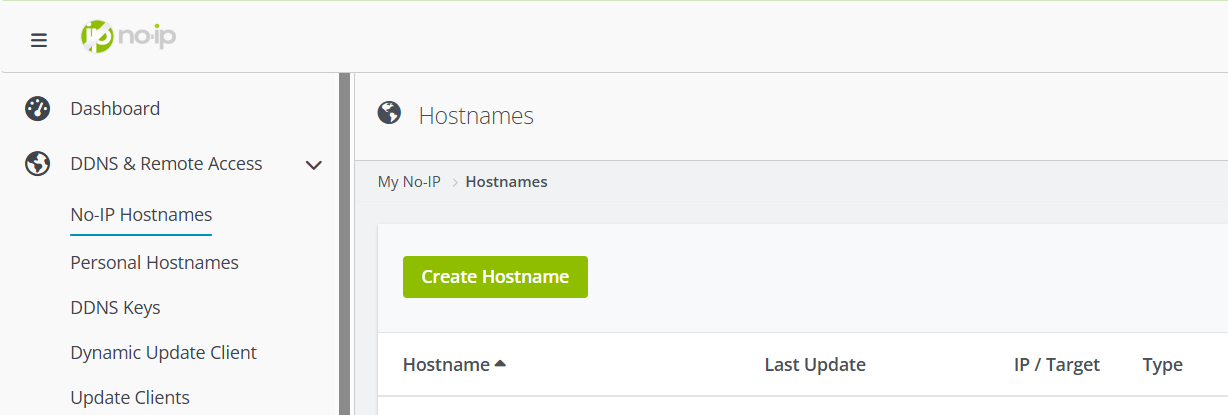 no-ip
Dashboard
DDNS & Remote Access
No-IP Hostnames
Personal Hostnames
DDNS Keys
Dynamic Update Client
Update Clients
Hostnames
My No-IP > Hostnames
Create Hostname
Hostname Last Update IP / Target Type